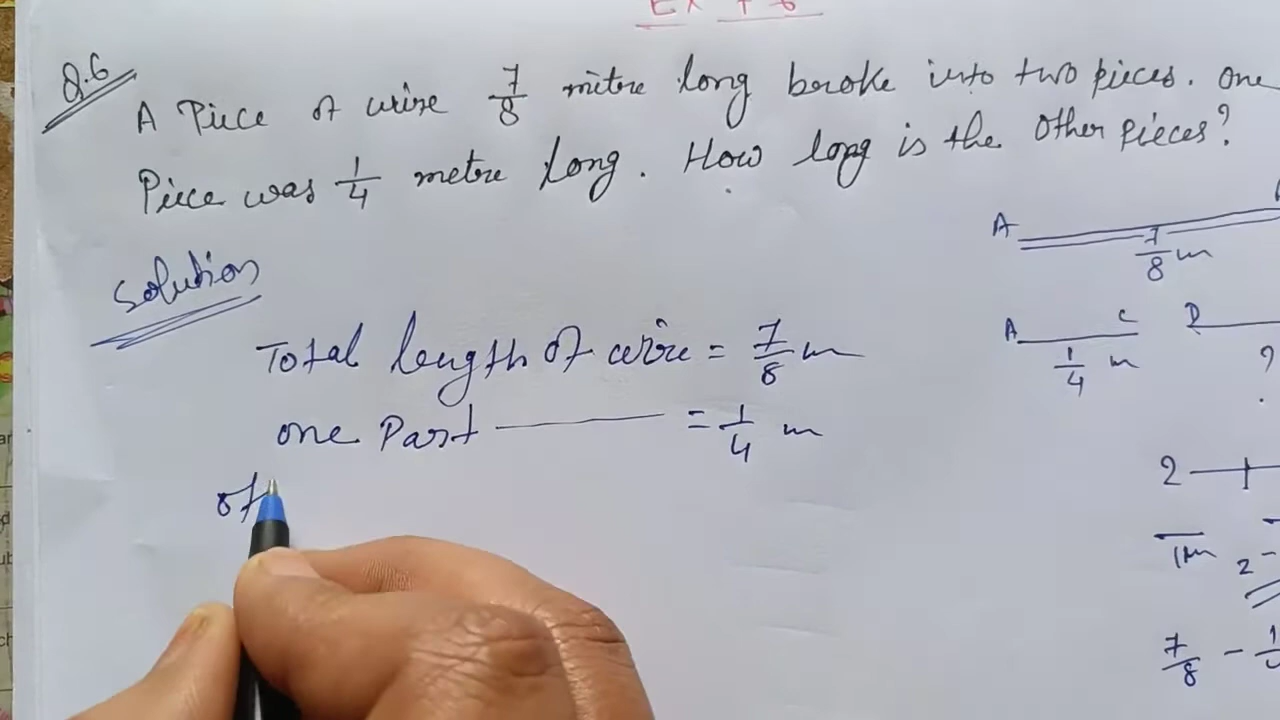 Q.6
A Piece of wire 7/8 metre long broke into two pieces. One
Piece was 1/4 metre long. How long is the Other pieces?
Solution
Total length of wire = 7/8 m
one Part ——— = 1/4 m
A 7/8 m
A C D
1/4 m ?
2
1m 2 -
7/8 - 1